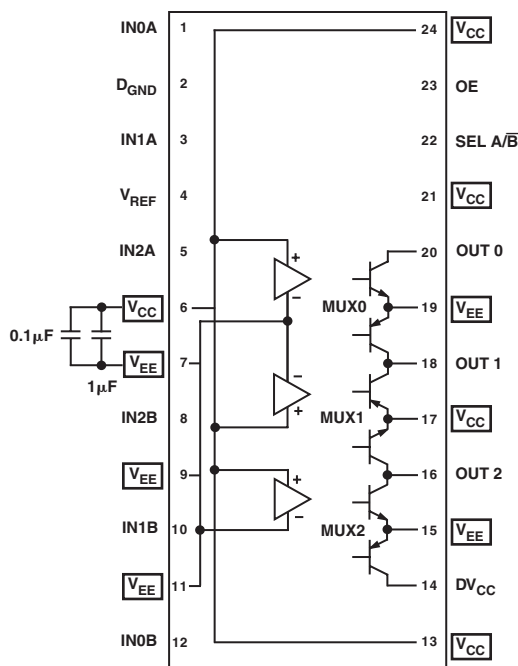 IN0A 1 24 VCC
DGND 2 23 OE
IN1A 3 22 SEL A/B̅
VREF 4 21 VCC
IN2A 5 20 OUT 0
+
−
MUX0
VCC 6 19 VEE
0.1µF
1µF
VEE 7 18 OUT 1
−
+
IN2B 8 MUX1 17 VCC
VEE 9 16 OUT 2
+
−
IN1B 10 MUX2 15 VEE
VEE 11 14 DVCC
IN0B 12 13 VCC